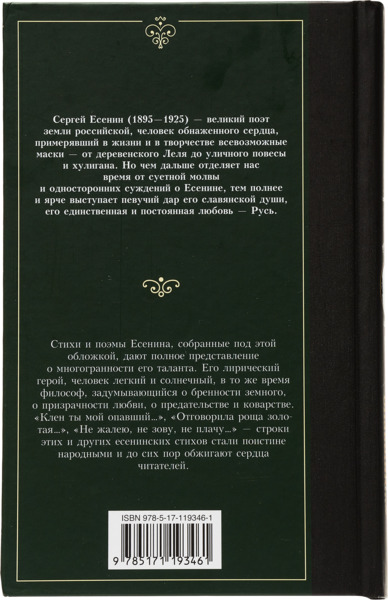 Сергей Есенин (1895—1925) — великий поэт
земли российской, человек обнаженного сердца,
примерявший в жизни и в творчестве всевозможные
маски — от деревенского Леля до уличного повесы
и хулигана. Но чем дальше отделяет нас
время от суетной молвы
и односторонних суждений о Есенине, тем полнее
и ярче выступает певучий дар его славянской души,
его единственная и постоянная любовь — Русь.
Стихи и поэмы Есенина, собранные под этой
обложкой, дают полное представление
о многогранности его таланта. Его лирический
герой, человек легкий и солнечный, в то же время
философ, задумывающийся о бренности земного,
о призрачности любви, о предательстве и коварстве.
«Клен ты мой опавший...», «Отговорила роща золо-
тая...», «Не жалею, не зову, не плачу...» — строки
этих и других есенинских стихов стали поистине
народными и до сих пор обжигают сердца
читателей.
ISBN 978-5-17-119346-1
9 785171 193461